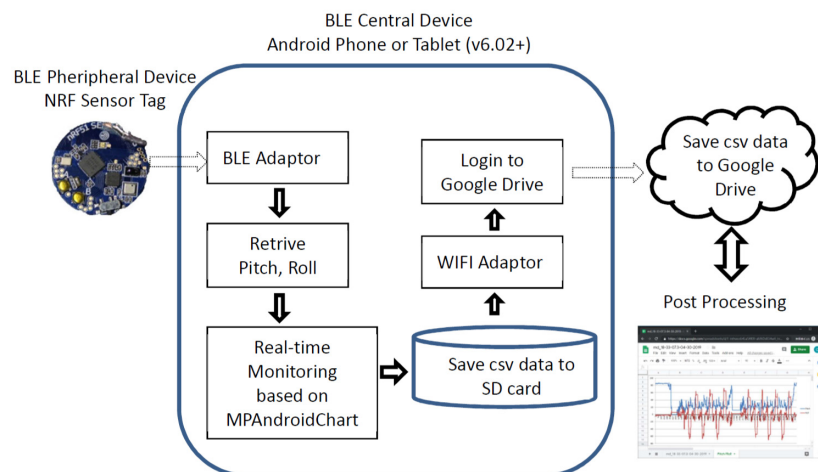 BLE Central Device
Android Phone or Tablet (v6.02+)
BLE Pheripheral Device
NRF Sensor Tag
BLE Adaptor
Retrive
Pitch, Roll
Real-time
Monitoring
based on
MPAndroidChart
Save csv data to
SD card
WIFI Adaptor
Login to
Google Drive
Save csv data
to Google
Drive
Post Processing